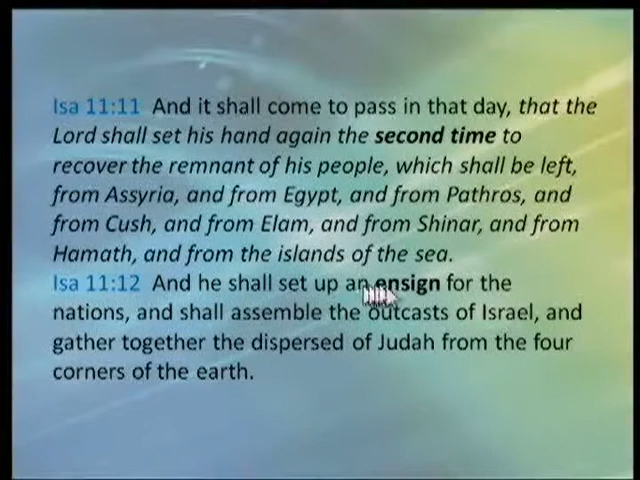 Isa 11:11 And it shall come to pass in that day, that the
Lord shall set his hand again the second time to
recover the remnant of his people, which shall be left,
from Assyria, and from Egypt, and from Pathros, and
from Cush, and from Elam, and from Shinar, and from
Hamath, and from the islands of the sea.
Isa 11:12 And he shall set up an ensign for the
nations, and shall assemble the outcasts of Israel, and
gather together the dispersed of Judah from the four
corners of the earth.